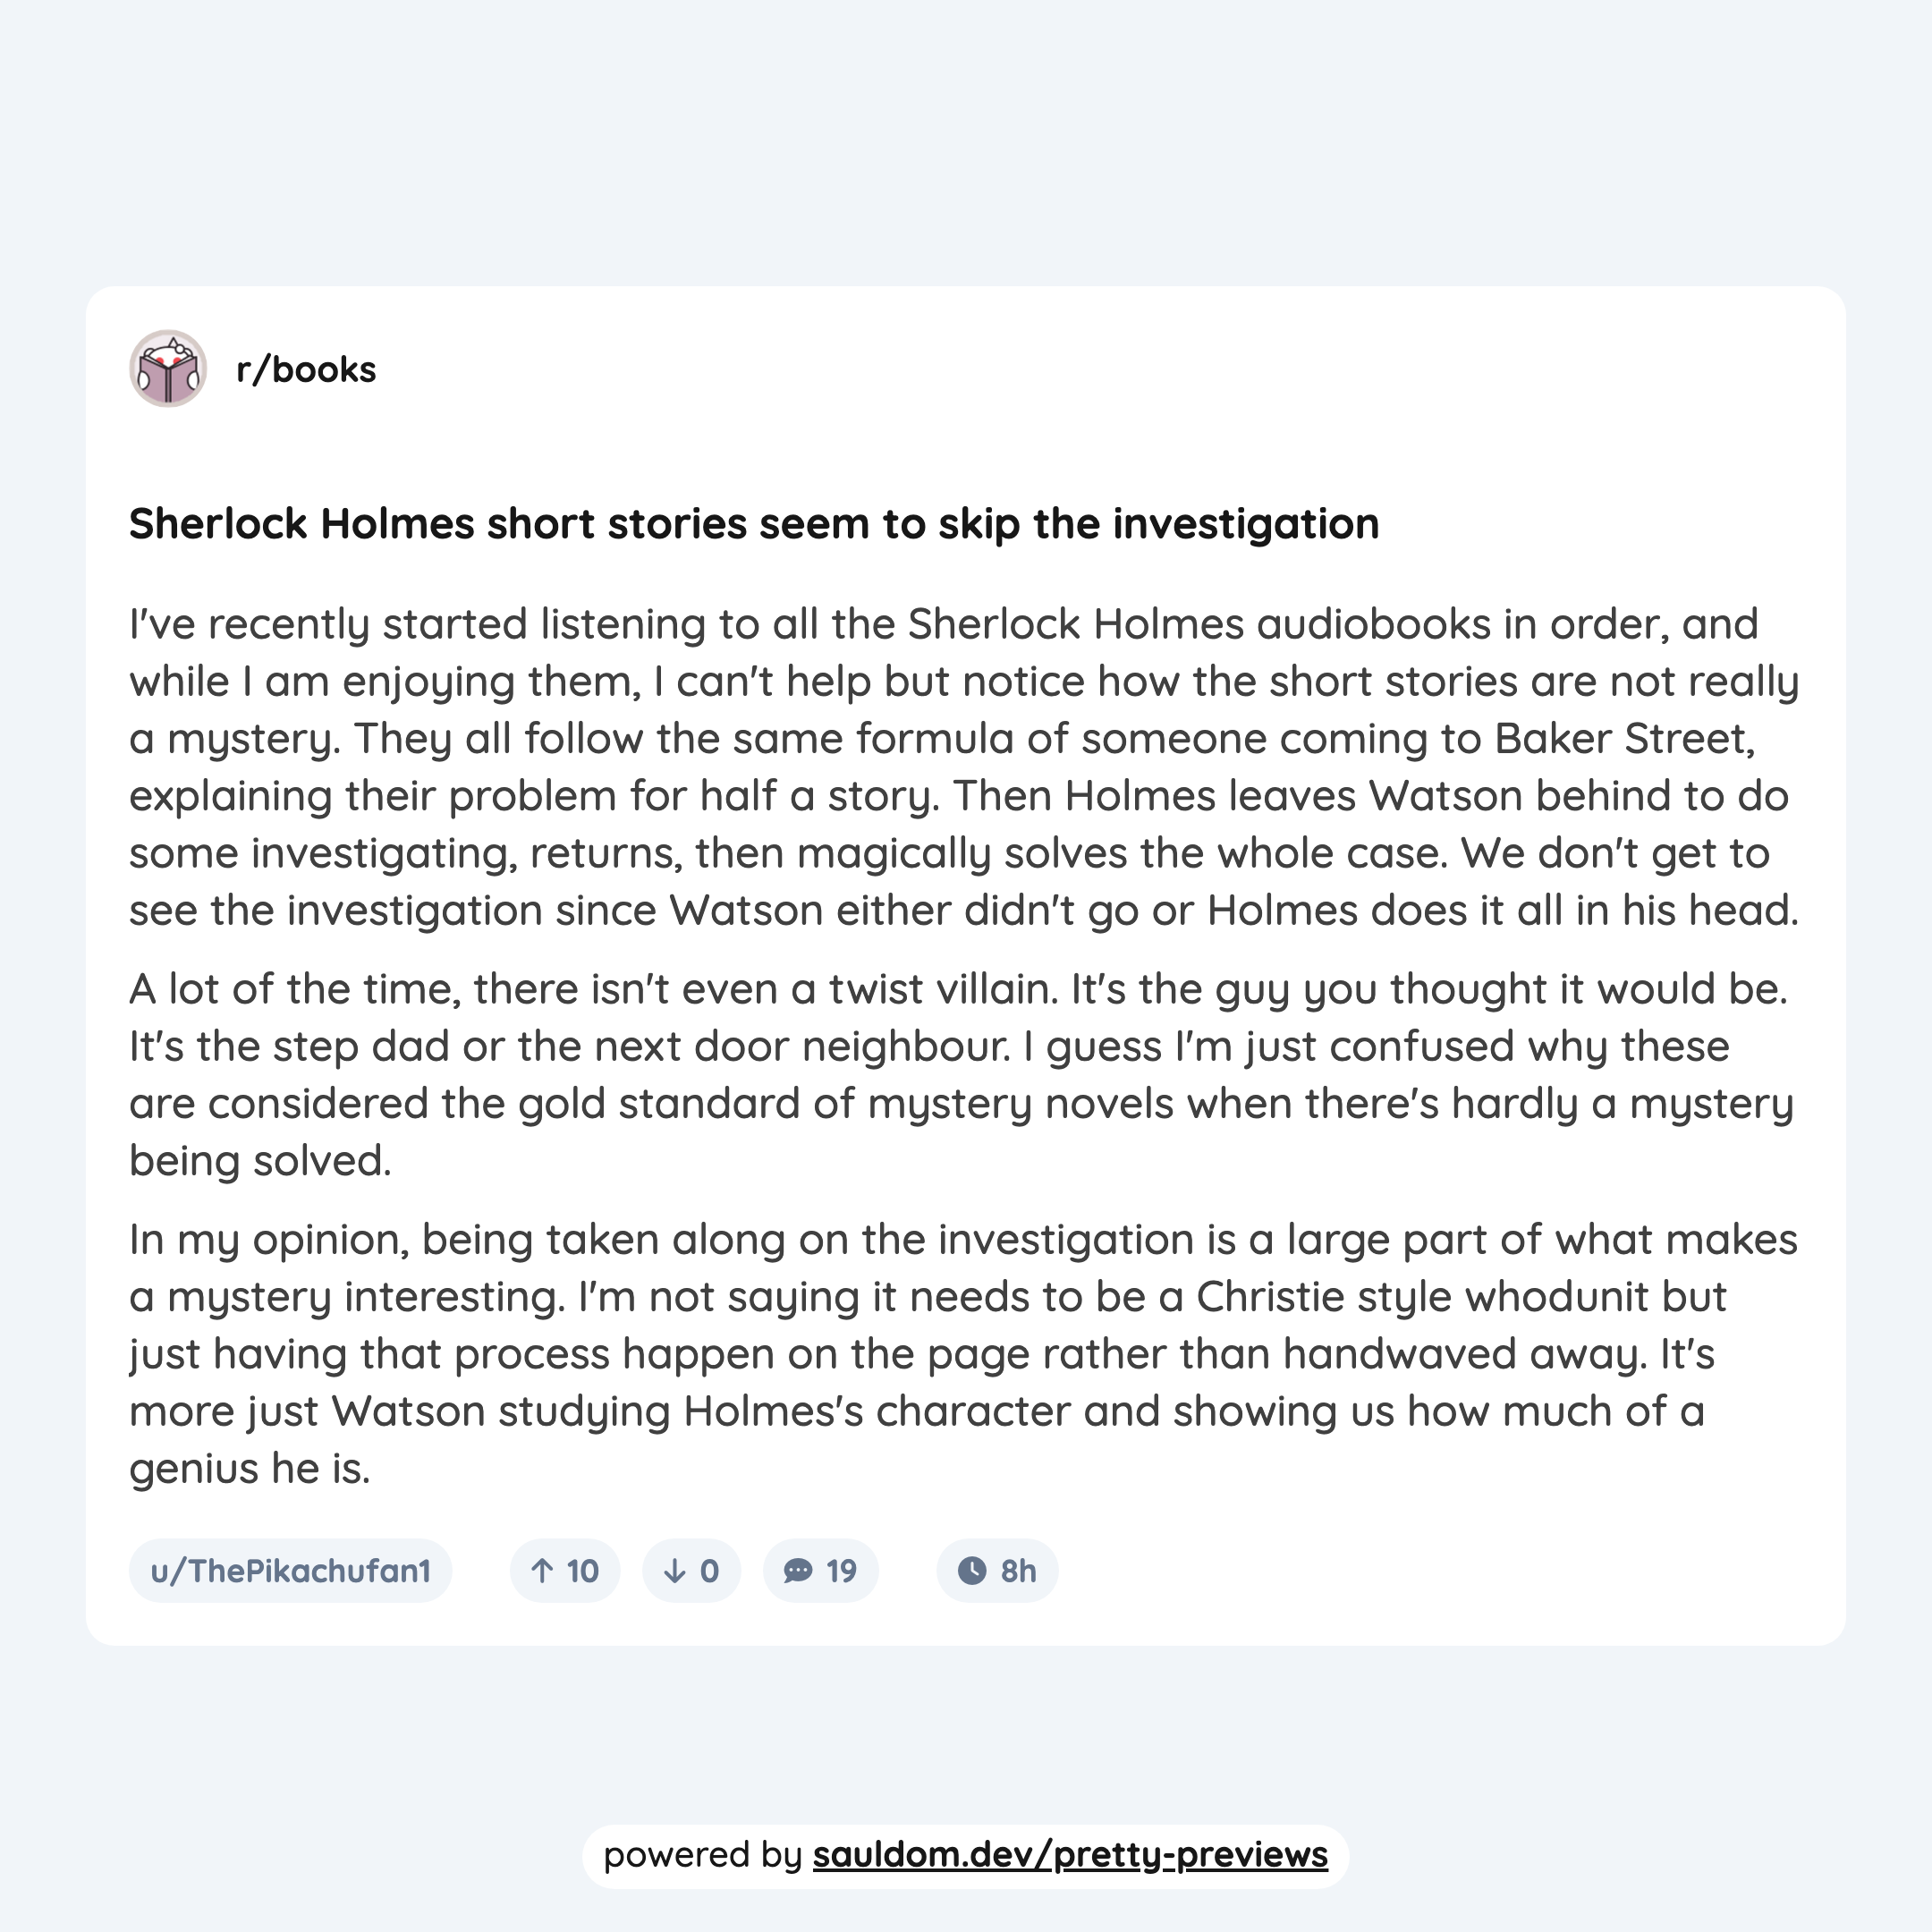 r/books
Sherlock Holmes short stories seem to skip the investigation
I've recently started listening to all the Sherlock Holmes audiobooks in order, and
while I am enjoying them, I can't help but notice how the short stories are not really
a mystery. They all follow the same formula of someone coming to Baker Street,
explaining their problem for half a story. Then Holmes leaves Watson behind to do
some investigating, returns, then magically solves the whole case. We don't get to
see the investigation since Watson either didn't go or Holmes does it all in his head.
A lot of the time, there isn't even a twist villain. It's the guy you thought it would be.
It's the step dad or the next door neighbour. I guess I'm just confused why these
are considered the gold standard of mystery novels when there's hardly a mystery
being solved.
In my opinion, being taken along on the investigation is a large part of what makes
a mystery interesting. I'm not saying it needs to be a Christie style whodunit but
just having that process happen on the page rather than handwaved away. It's
more just Watson studying Holmes's character and showing us how much of a
genius he is.
u/ThePikachufan1 10 0 19 8h
powered by sauldom.dev/pretty-previews